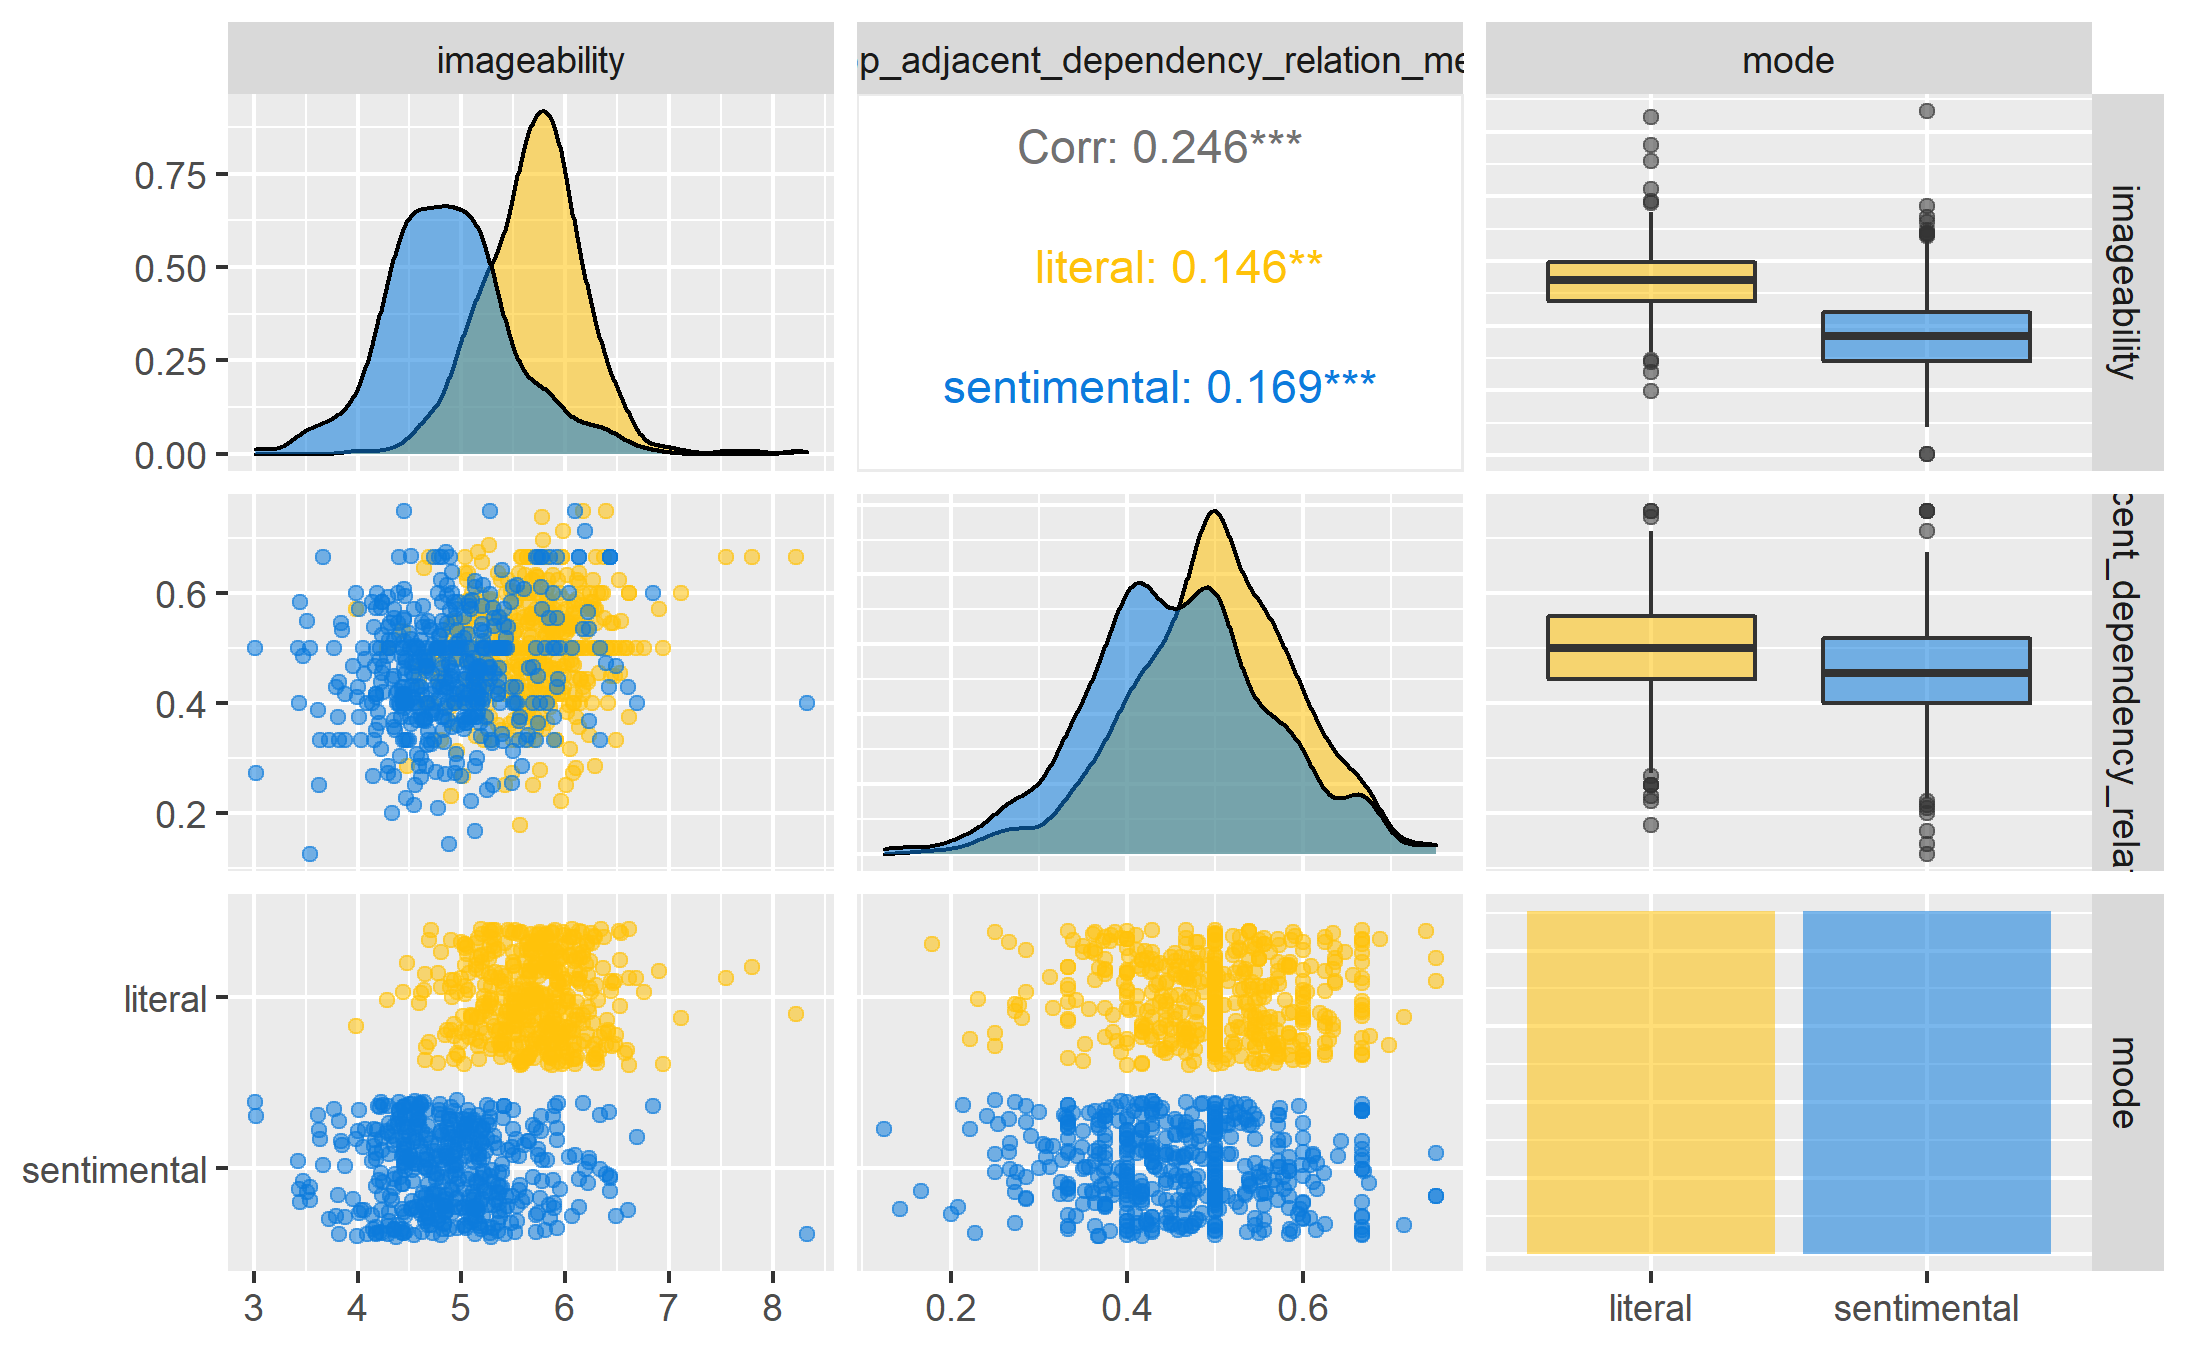 imageability
op_adjacent_dependency_relation_me
mode
0.75
0.50
0.25
0.00
Corr: 0.246***
literal: 0.146**
sentimental: 0.169***
imageability
0.6
0.4
0.2
cent_dependency_rela
literal
sentimental
mode
3 4 5 6 7 8
0.2 0.4 0.6
literal sentimental